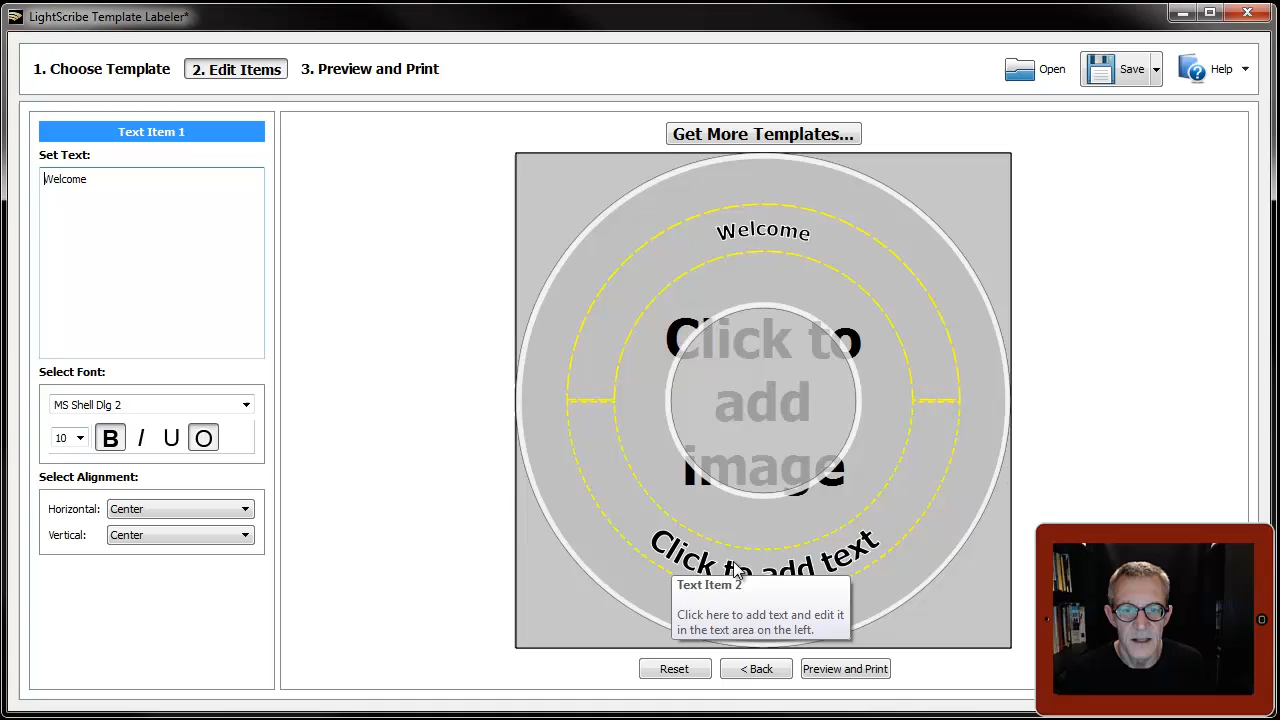 LightScribe Template Labeler*
1. Choose Template
2. Edit Items
3. Preview and Print
Open
Save
Help
Text Item 1
Set Text:
Welcome
Select Font:
MS Shell Dlg 2
10
B
I
U
O
Select Alignment:
Horizontal:
Center
Vertical:
Center
Get More Templates...
Welcome
Click to
add
image
Click to add text
Text Item 2
Click here to add text and edit it
in the text area on the left.
Reset
< Back
Preview and Print